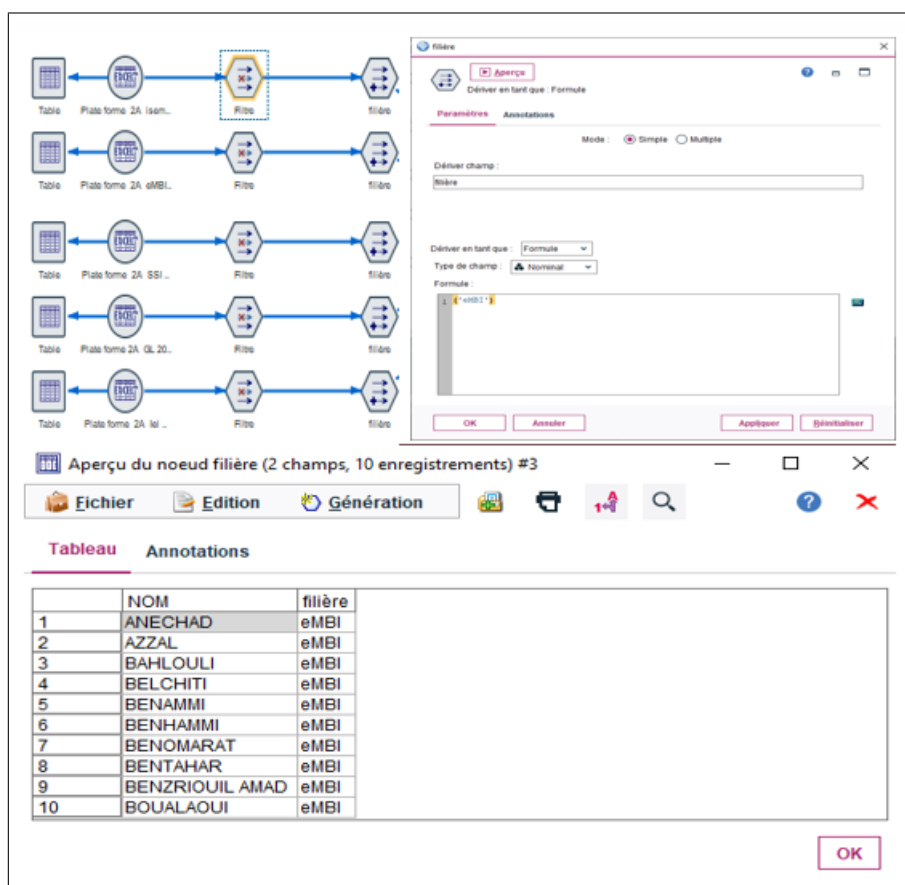 Table Plate forme 2A Isem... Filtre filière
Table Plate forme 2A eMBI... Filtre filière
Table Plate forme 2A SSI ... Filtre filière
Table Plate forme 2A GL 20... Filtre filière
Table Plate forme 2A Iel ... Filtre filière
filière
Aperçu
Dériver en tant que : Formule
Paramètres Annotations
Mode : Simple Multiple
Dériver champ :
filière
Dériver en tant que : Formule
Type de champ : Nominal
Formule :
1 ("eMBI")
OK Annuler Appliquer Réinitialiser
Aperçu du noeud filière (2 champs, 10 enregistrements) #3
Fichier Edition Génération
Tableau Annotations
NOM filière
1 ANECHAD eMBI
2 AZZAL eMBI
3 BAHLOULI eMBI
4 BELCHITI eMBI
5 BENAMMI eMBI
6 BENHAMMI eMBI
7 BENOMARAT eMBI
8 BENTAHAR eMBI
9 BENZRIOUIL AMAD eMBI
10 BOUALAOUI eMBI
OK